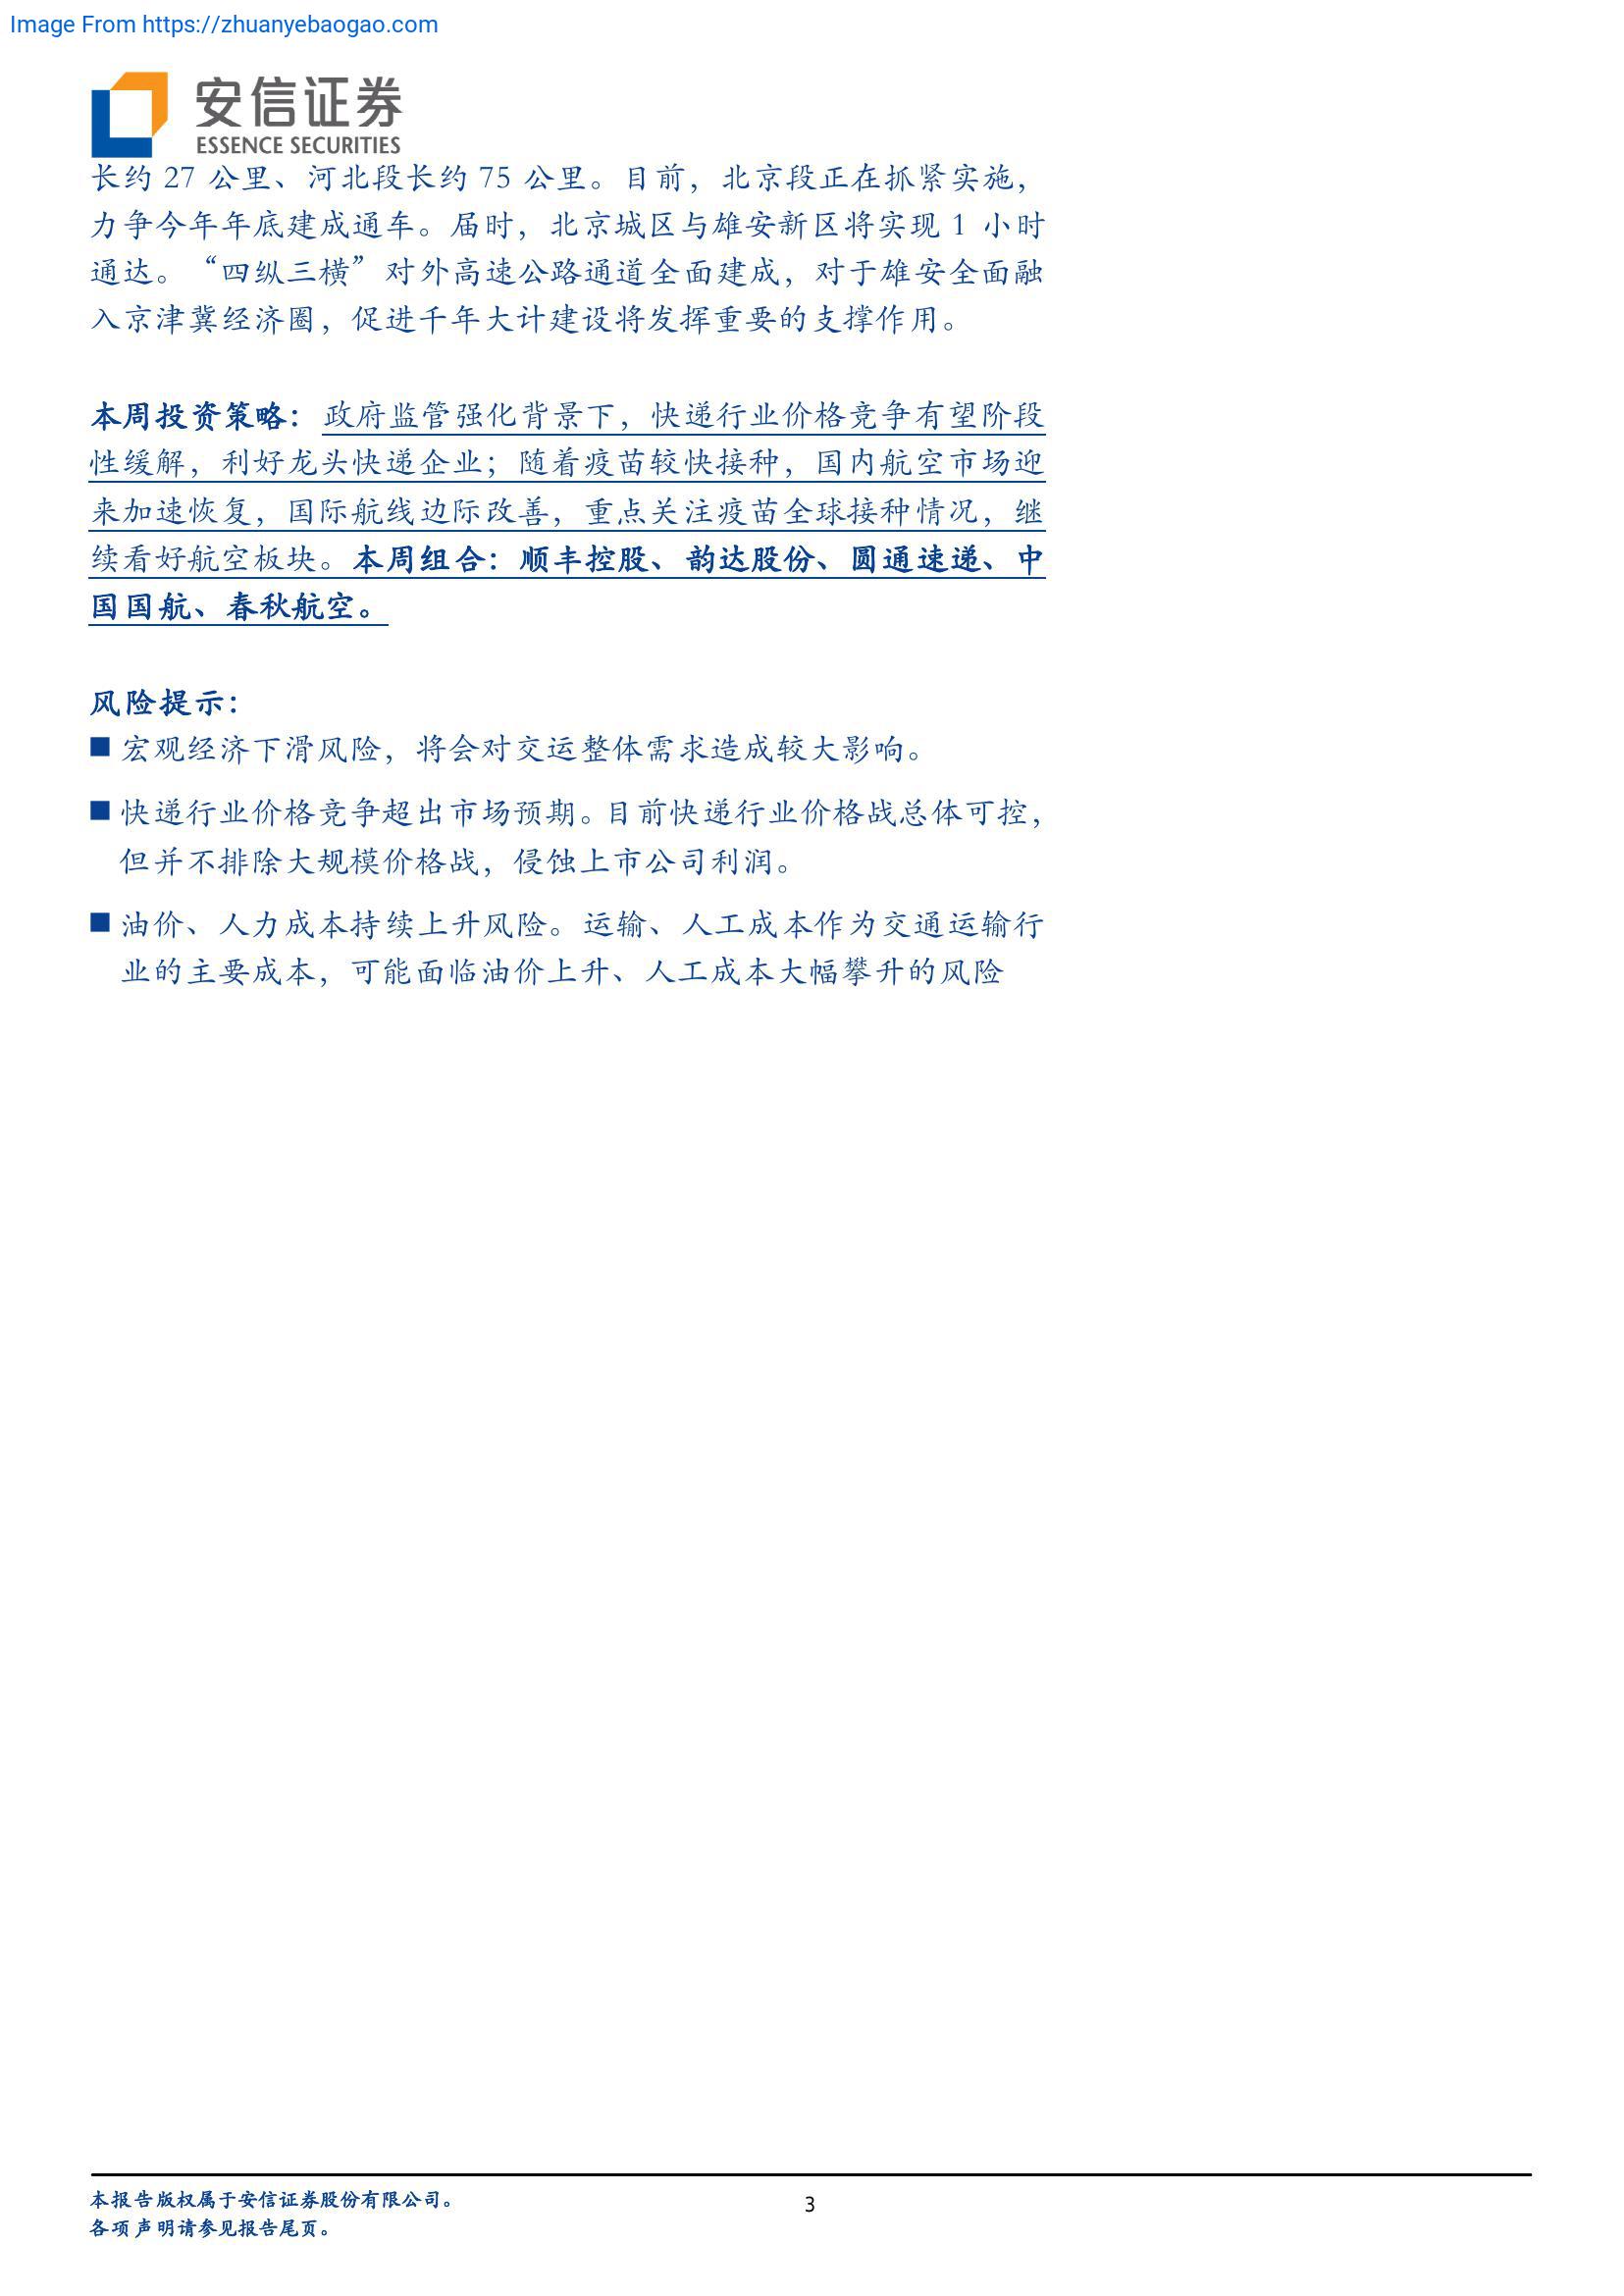 Image From https://zhuanyebaogao.com
安信证券
ESSENCE SECURITIES
长约 27 公里、河北段长约 75 公里。目前，北京段正在抓紧实施，
力争今年年底建成通车。届时，北京城区与雄安新区将实现 1 小时
通达。“四纵三横”对外高速公路通道全面建成，对于雄安全面融
入京津冀经济圈，促进千年大计建设将发挥重要的支撑作用。
本周投资策略：政府监管强化背景下，快递行业价格竞争有望阶段
性缓解，利好龙头快递企业；随着疫苗较快接种，国内航空市场迎
来加速恢复，国际航线边际改善，重点关注疫苗全球接种情况，继
续看好航空板块。本周组合：顺丰控股、韵达股份、圆通速递、中
国国航、春秋航空。
风险提示：
■ 宏观经济下滑风险，将会对交运整体需求造成较大影响。
■ 快递行业价格竞争超出市场预期。目前快递行业价格战总体可控，
但并不排除大规模价格战，侵蚀上市公司利润。
■ 油价、人力成本持续上升风险。运输、人工成本作为交通运输行
业的主要成本，可能面临油价上升、人工成本大幅攀升的风险
本报告版权属于安信证券股份有限公司。
3
各项声明请参见报告尾页。